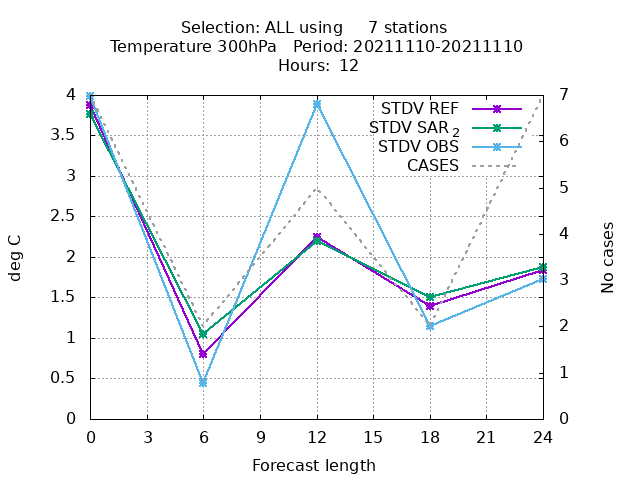 Selection: ALL using     7 stations
Temperature 300hPa   Period: 20211110-20211110
Hours: 12
STDV REF
STDV SAR 2
STDV OBS
CASES
4
3.5
3
2.5
2
1.5
1
0.5
0
7
6
5
4
3
2
1
0
deg C
No cases
0 3 6 9 12 15 18 21 24
Forecast length